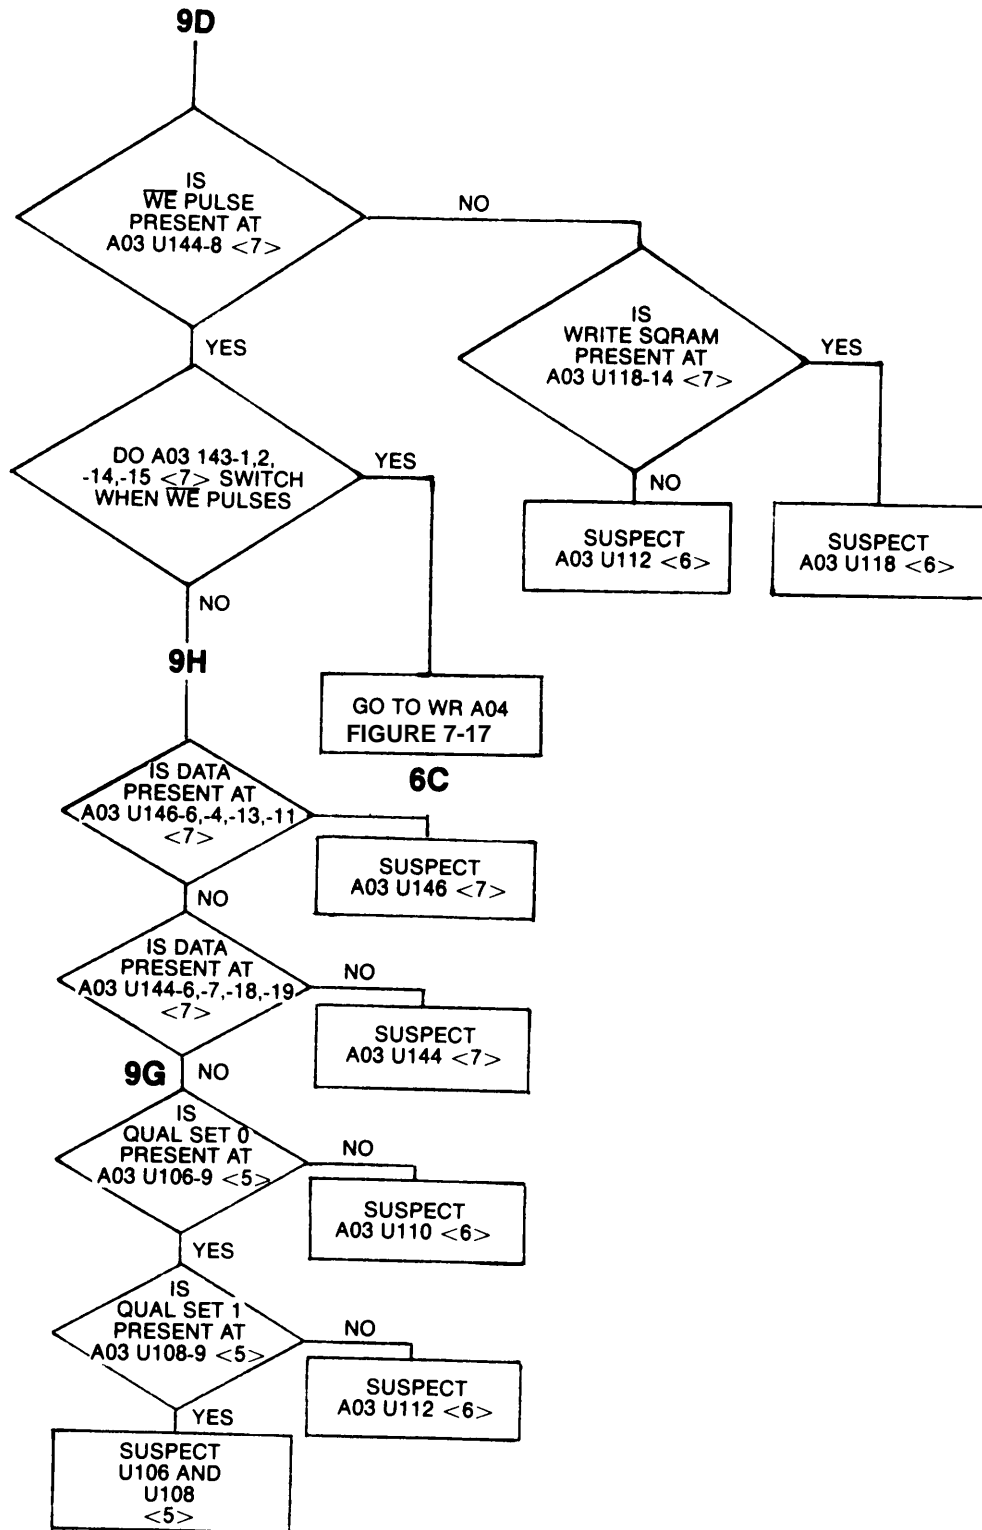 9D
IS
W̅E̅ PULSE
PRESENT AT
A03 U144-8 <7>
NO
YES
IS
WRITE SQRAM
PRESENT AT
A03 U118-14 <7>
YES
NO
SUSPECT
A03 U112 <6>
SUSPECT
A03 U118 <6>
DO A03 143-1,2,
-14,-15 <7> SWITCH
WHEN W̅E̅ PULSES
YES
NO
GO TO WR A04
FIGURE 7-17
6C
9H
IS DATA
PRESENT AT
A03 U146-6,-4,-13,-11
<7>
SUSPECT
A03 U146 <7>
NO
IS DATA
PRESENT AT
A03 U144-6,-7,-18,-19
<7>
NO
SUSPECT
A03 U144 <7>
9G
NO
IS
QUAL SET 0
PRESENT AT
A03 U106-9 <5>
NO
SUSPECT
A03 U110 <6>
YES
IS
QUAL SET 1
PRESENT AT
A03 U108-9 <5>
NO
SUSPECT
A03 U112 <6>
YES
SUSPECT
U106 AND
U108
<5>